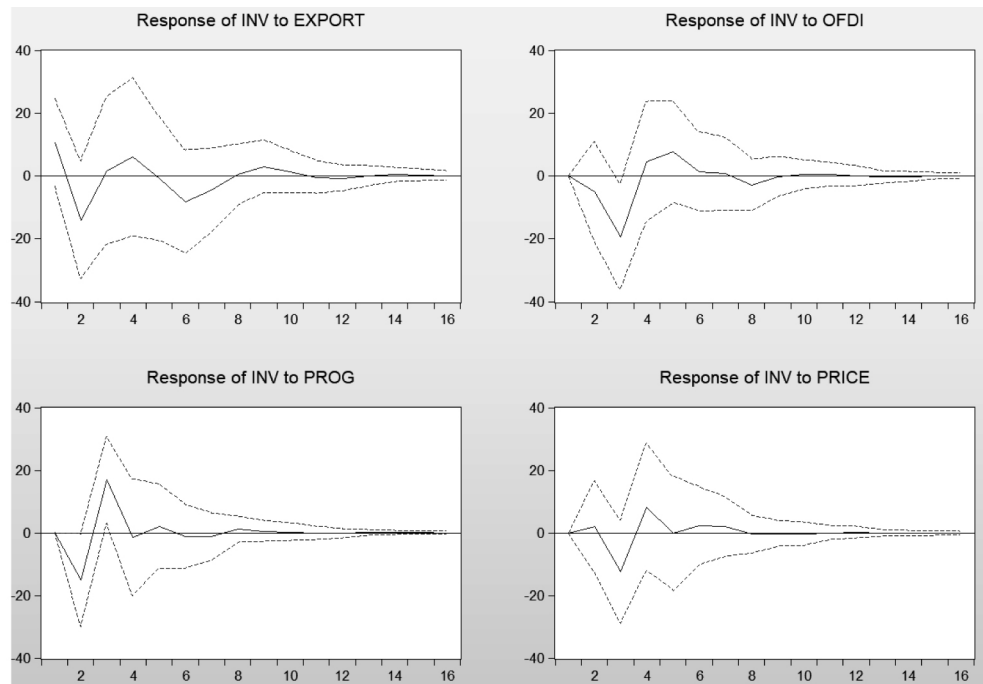 Response of INV to EXPORT
40
20
0
-20
-40
2 4 6 8 10 12 14 16
Response of INV to OFDI
40
20
0
-20
-40
2 4 6 8 10 12 14 16
Response of INV to PROG
40
20
0
-20
-40
2 4 6 8 10 12 14 16
Response of INV to PRICE
40
20
0
-20
-40
2 4 6 8 10 12 14 16